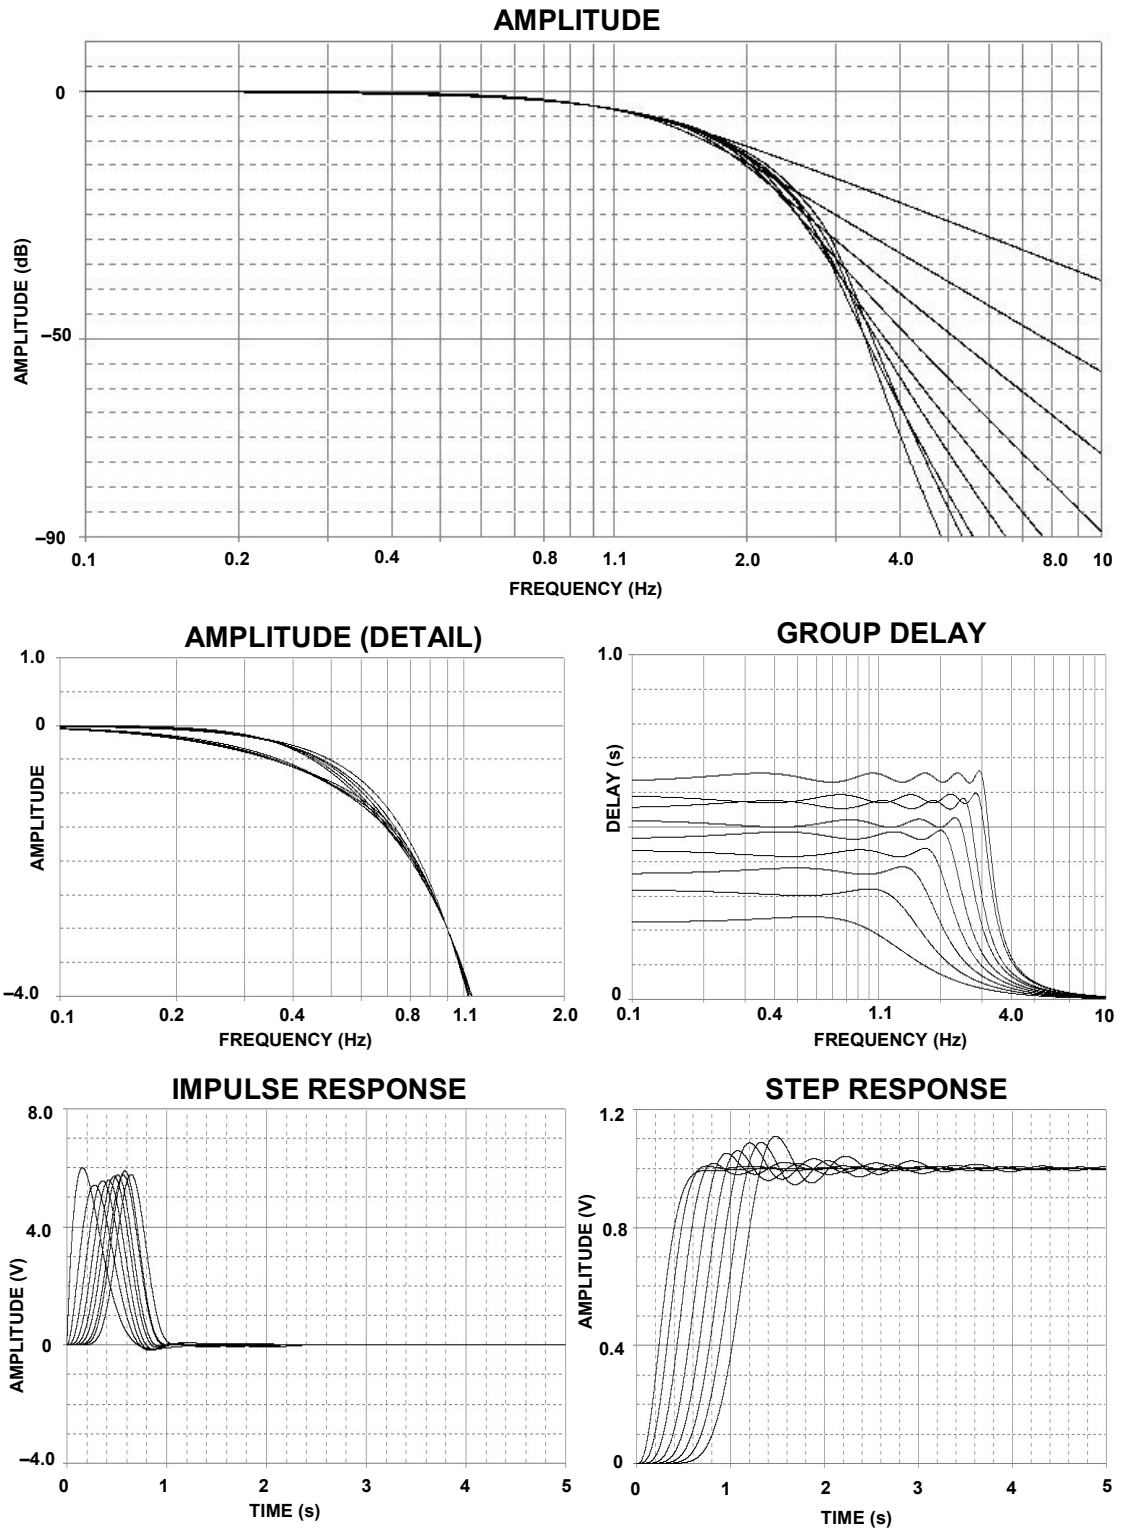 AMPLITUDE
0
–50
–90
AMPLITUDE (dB)
0.1 0.2 0.4 0.8 1.1 2.0 4.0 8.0 10
FREQUENCY (Hz)
AMPLITUDE (DETAIL)
1.0
0
–4.0
AMPLITUDE
0.1 0.2 0.4 0.8 1.1 2.0
FREQUENCY (Hz)
GROUP DELAY
1.0
0
DELAY (s)
0.1 0.4 1.1 4.0 10
FREQUENCY (Hz)
IMPULSE RESPONSE
8.0
4.0
0
–4.0
AMPLITUDE (V)
0 1 2 3 4 5
TIME (s)
STEP RESPONSE
1.2
0.8
0.4
0
AMPLITUDE (V)
0 1 2 3 4 5
TIME (s)